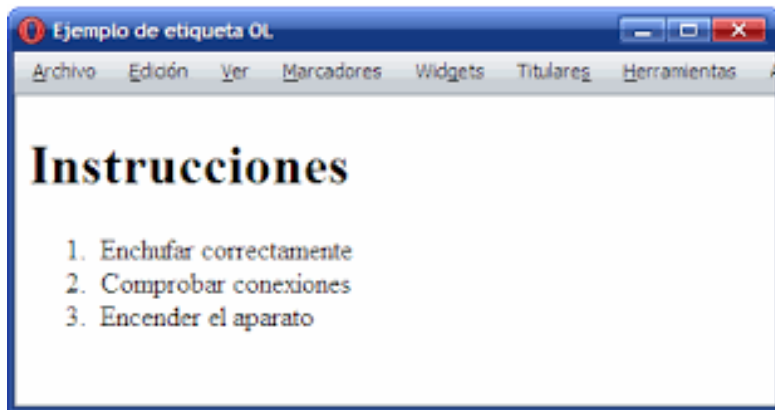 Ejemplo de etiqueta OL
Archivo Edición Ver Marcadores Widgets Titulares Herramientas
Instrucciones
1. Enchufar correctamente
2. Comprobar conexiones
3. Encender el aparato